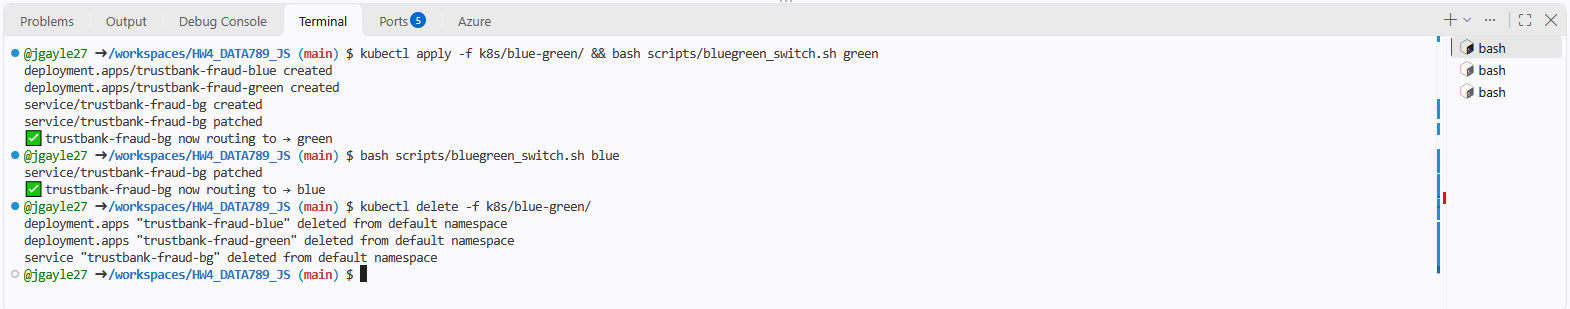 Problems Output Debug Console Terminal Ports 5 Azure
@jgayle27 ➜ /workspaces/HW4_DATA789_JS (main) $ kubectl apply -f k8s/blue-green/ && bash scripts/bluegreen_switch.sh green
deployment.apps/trustbank-fraud-blue created
deployment.apps/trustbank-fraud-green created
service/trustbank-fraud-bg created
service/trustbank-fraud-bg patched
✅ trustbank-fraud-bg now routing to → green
@jgayle27 ➜ /workspaces/HW4_DATA789_JS (main) $ bash scripts/bluegreen_switch.sh blue
service/trustbank-fraud-bg patched
✅ trustbank-fraud-bg now routing to → blue
@jgayle27 ➜ /workspaces/HW4_DATA789_JS (main) $ kubectl delete -f k8s/blue-green/
deployment.apps "trustbank-fraud-blue" deleted from default namespace
deployment.apps "trustbank-fraud-green" deleted from default namespace
service "trustbank-fraud-bg" deleted from default namespace
@jgayle27 ➜ /workspaces/HW4_DATA789_JS (main) $
bash
bash
bash